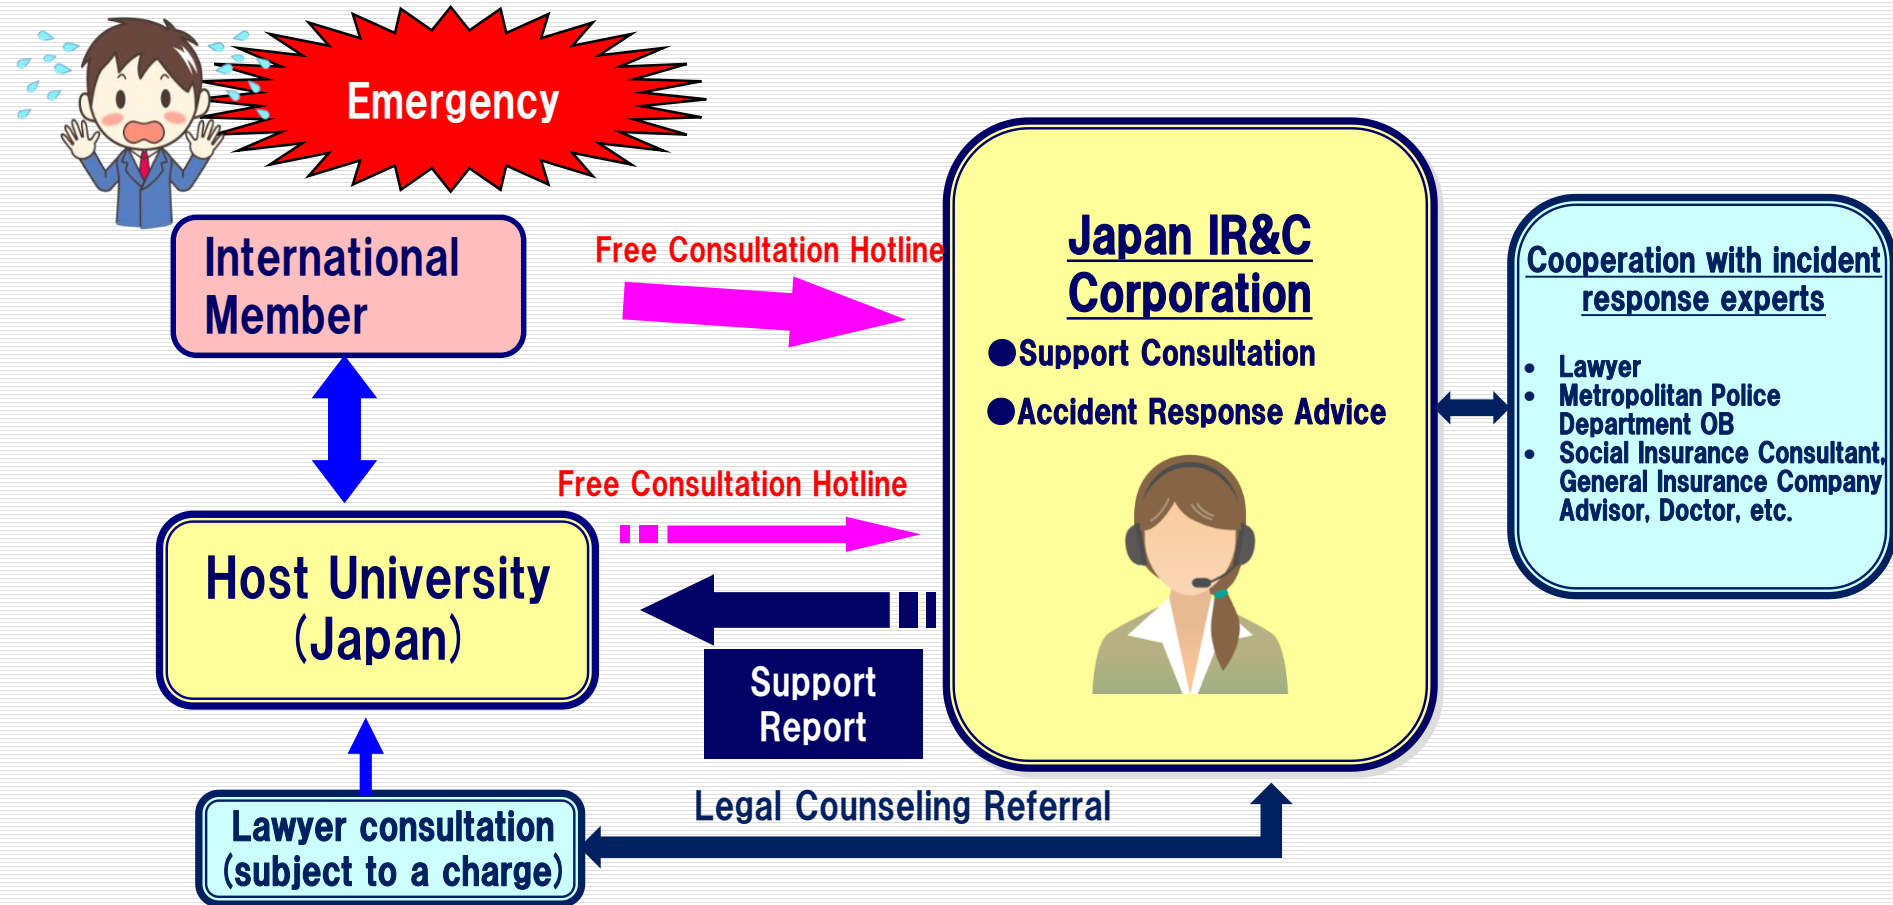 Emergency
International
Member
Free Consultation Hotline
Japan IR&C
Corporation
●Support Consultation
●Accident Response Advice
Cooperation with incident
response experts
• Lawyer
• Metropolitan Police
Department OB
• Social Insurance Consultant,
General Insurance Company
Advisor, Doctor, etc.
Free Consultation Hotline
Host University
(Japan)
Support
Report
Legal Counseling Referral
Lawyer consultation
(subject to a charge)